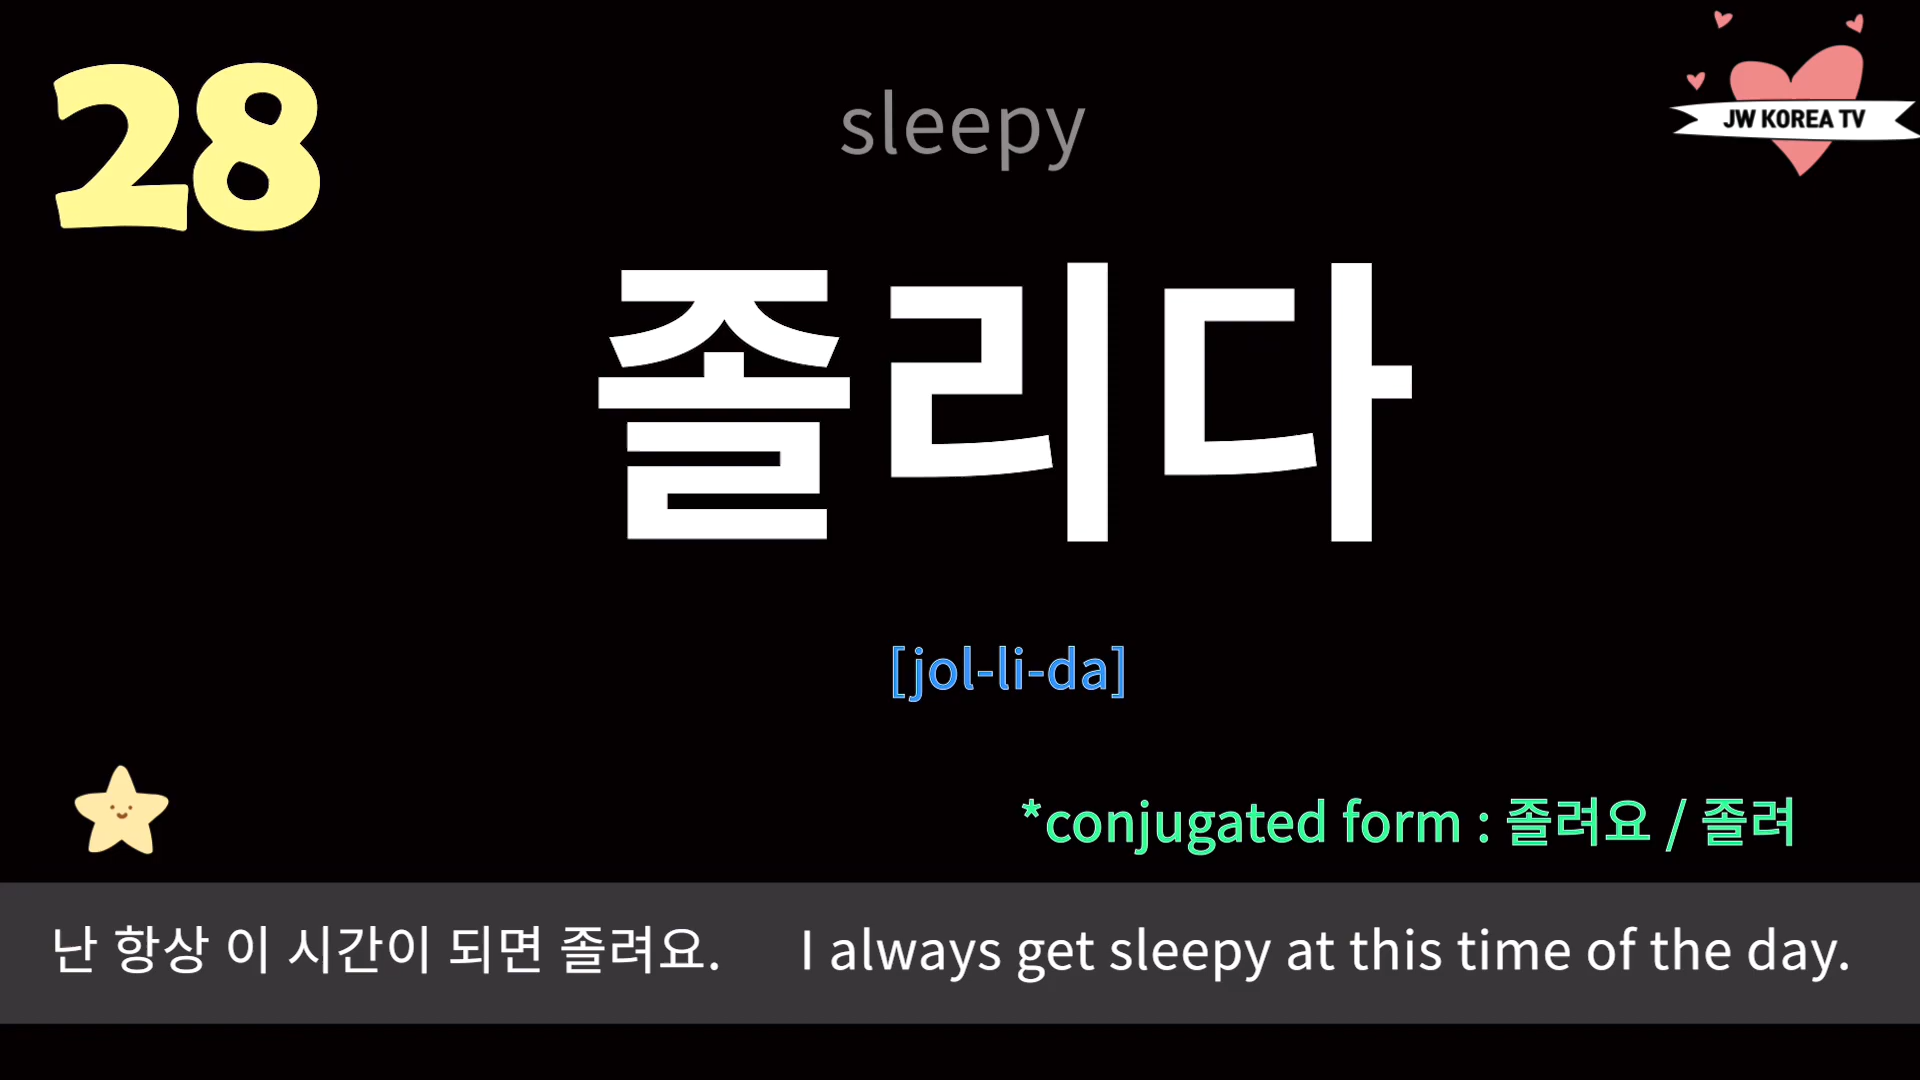 28
sleepy
JW KOREA TV
졸리다
[jol-li-da]
*conjugated form : 졸려요 / 졸려
난 항상 이 시간이 되면 졸려요. I always get sleepy at this time of the day.